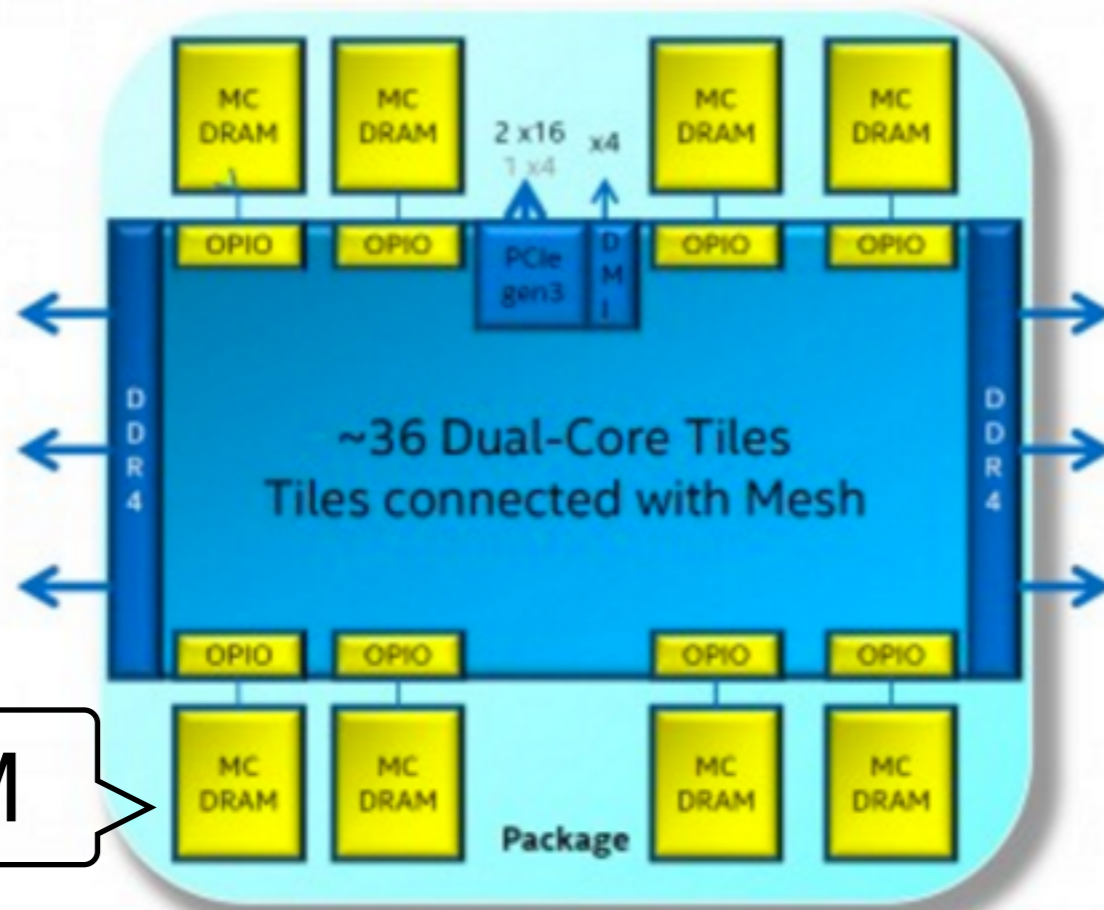 MC
DRAM
MC
DRAM
2 x16
1 x4
x4
MC
DRAM
MC
DRAM
OPIO
OPIO
PCIe
gen3
D
M
I
OPIO
OPIO
D
D
R
4
~36 Dual-Core Tiles
Tiles connected with Mesh
D
D
R
4
OPIO
OPIO
OPIO
OPIO
MC
DRAM
MC
DRAM
Package
MC
DRAM
MC
DRAM